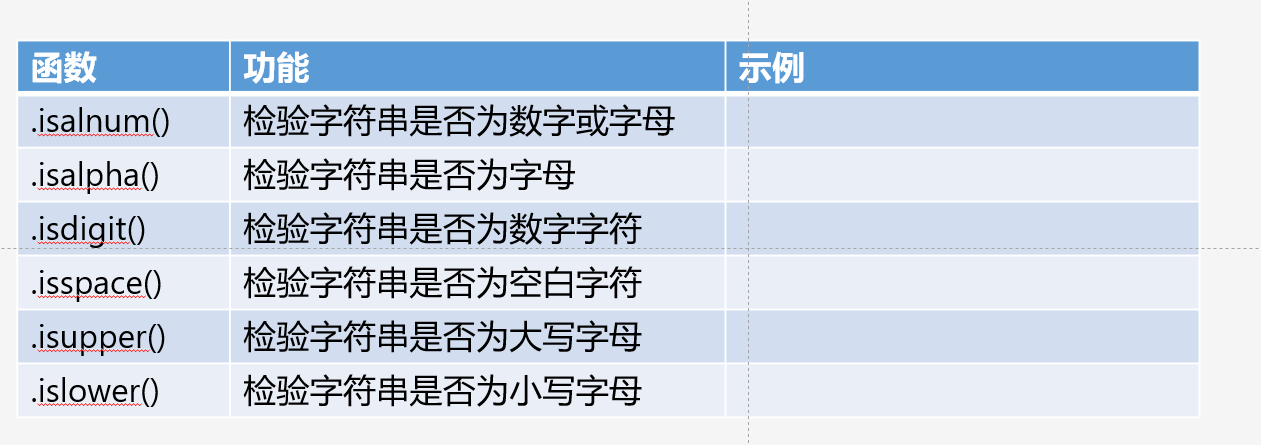 函数 功能 示例
.isalnum() 检验字符串是否为数字或字母
.isalpha() 检验字符串是否为字母
.isdigit() 检验字符串是否为数字字符
.isspace() 检验字符串是否为空白字符
.isupper() 检验字符串是否为大写字母
.islower() 检验字符串是否为小写字母